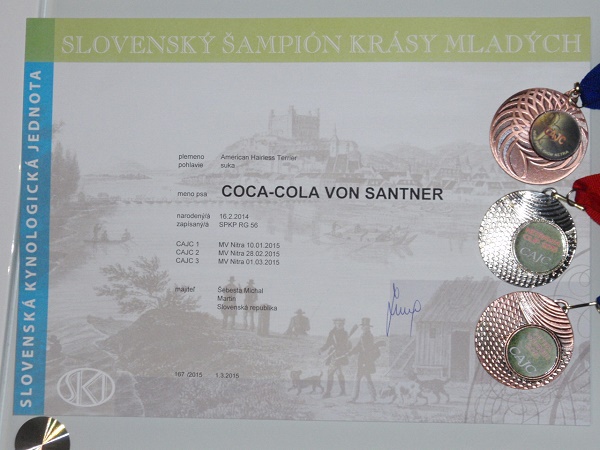 SLOVENSKÝ ŠAMPIÓN KRÁSY MLADÝCH
SLOVENSKÁ KYNOLOGICKÁ JEDNOTA
plemeno American Hairless Terrier
pohlavie suka
meno psa COCA-COLA VON SANTNER
narodený/á 16.2.2014
zapísaný/á SPKP RG 56
CAJC 1 MV Nitra 10.01.2015
CAJC 2 MV Nitra 28.02.2015
CAJC 3 MV Nitra 01.03.2015
majiteľ Šebesta Michal
Martin
Slovenská republika
167 /2015 1.3.2015
SKJ
CAJC
CAJC
CAJC